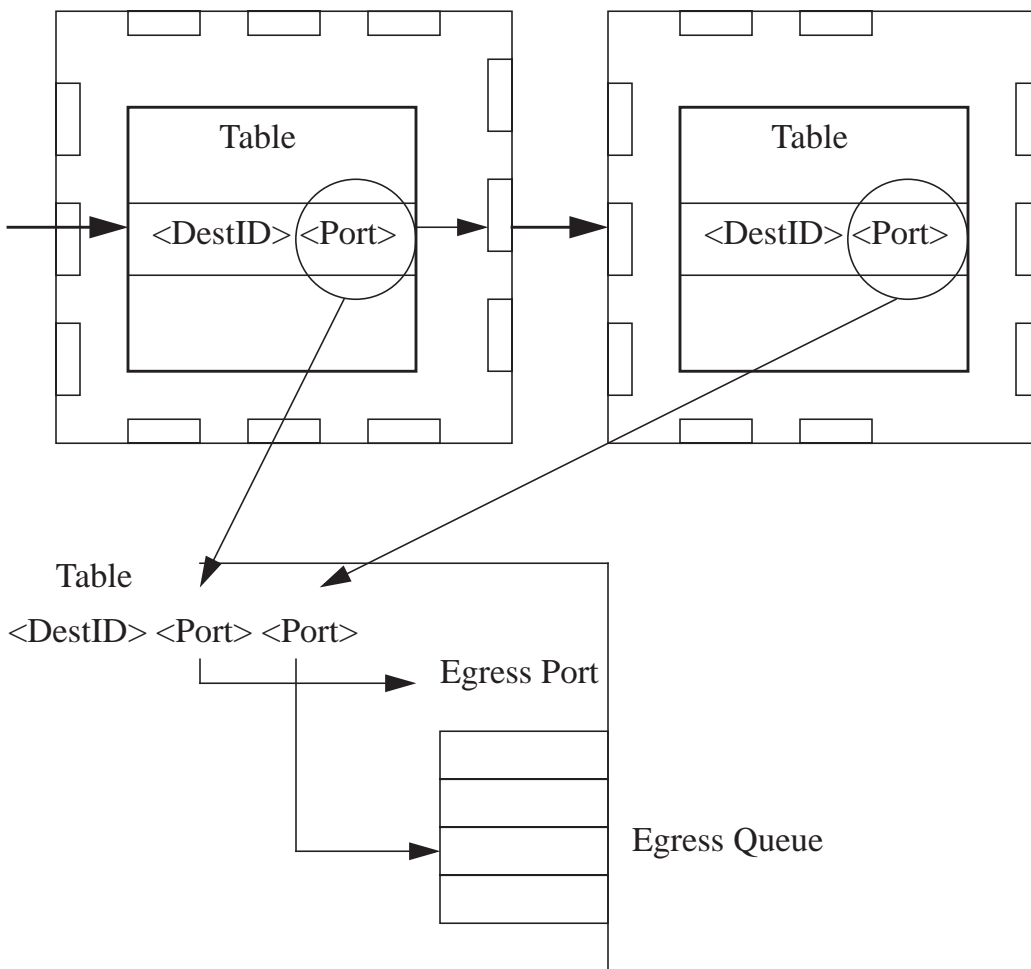 Table
Table
<DestID> <Port>
<DestID> <Port>
Table
<DestID> <Port> <Port>
Egress Port
Egress Queue